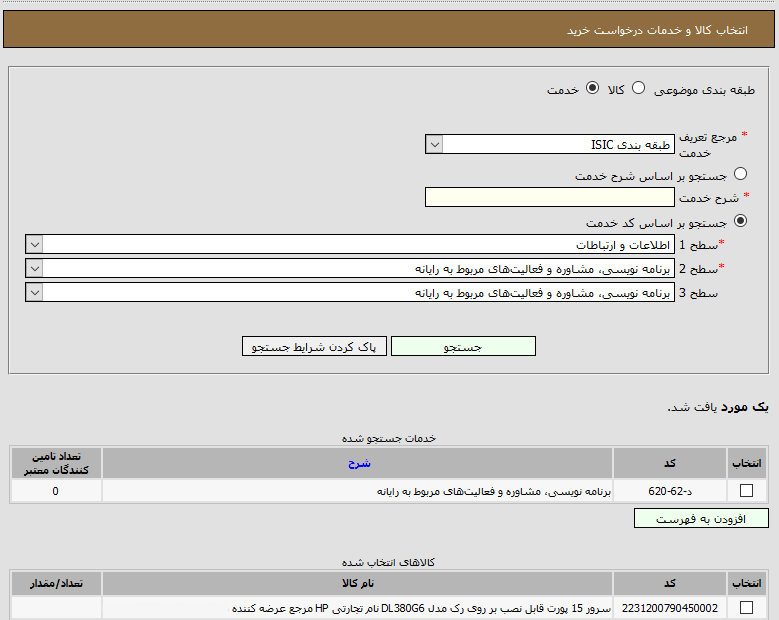 انتخاب کالا و خدمات درخواست خرید
طبقه بندی موضوعی کالا خدمت
* مرجع تعریف خدمت طبقه بندی ISIC
جستجو بر اساس شرح خدمت
* شرح خدمت
جستجو بر اساس کد خدمت
*سطح 1 اطلاعات و ارتباطات
*سطح 2 برنامه نویسی، مشاوره و فعالیت‌های مربوط به رایانه
سطح 3 برنامه نویسی، مشاوره و فعالیت‌های مربوط به رایانه
جستجو پاک کردن شرایط جستجو
یک مورد یافت شد.
خدمات جستجو شده
انتخاب کد شرح تعداد تامین کنندگان معتبر
د-62-620 برنامه نویسی، مشاوره و فعالیت‌های مربوط به رایانه 0
افزودن به فهرست
کالاهای انتخاب شده
انتخاب کد نام کالا تعداد/مقدار
2231200790450002 سرور 15 پورت قابل نصب بر روی رک مدل DL380G6 نام تجارتی HP مرجع عرضه کننده